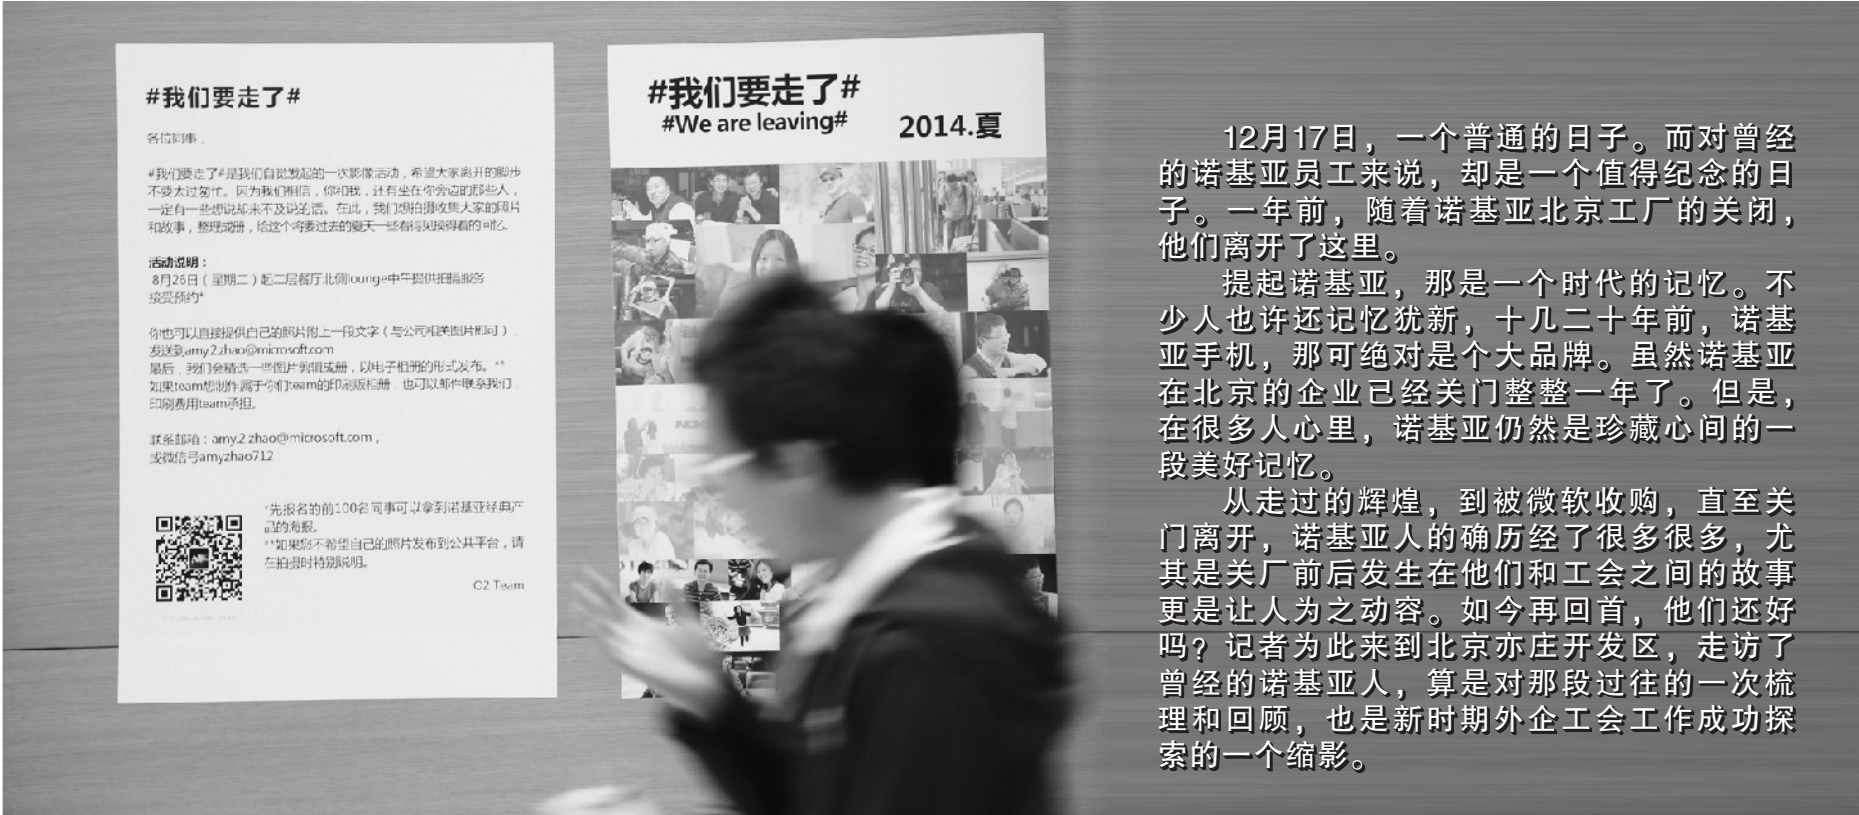 #我们要走了#
各位同事，
#我们要走了#是我们自觉发起的一次影像活动，希望大家离开的脚步
不要太过匆忙。因为我们相信，你和我，还有坐在你旁边的那些人，
一定有一些想说却来不及说的话。在此，我们想拍摄收集大家的照片
和故事，整理成册，给这个将要过去的夏天一些看得见摸得着的回忆。
活动说明：
8月26日（星期二）起二层餐厅北侧lounge中午提供拍摄服务
接受预约*
你也可以直接提供自己的照片附上一段文字（与公司相关图片即可），
发送到amy.2.zhao@microsoft.com
最后，我们会精选一些图片剪辑成册，以电子相册的形式发布。**
如果team想制作属于你们team的印刷版相册，也可以邮件联系我们，
印刷费用team承担。
联系邮箱：amy.2.zhao@microsoft.com，
或微信号amyzhao712
*先报名的前100名同事可以拿到诺基亚经典产
品的海报。
**如果您不希望自己的照片发布到公共平台，请
在拍摄时特别说明。
O2 Team
#我们要走了#
#We are leaving#
2014.夏
12月17日，一个普通的日子。而对曾经
的诺基亚员工来说，却是一个值得纪念的日
子。一年前，随着诺基亚北京工厂的关闭，
他们离开了这里。
提起诺基亚，那是一个时代的记忆。不
少人也许还记忆犹新，十几二十年前，诺基
亚手机，那可绝对是个大品牌。虽然诺基亚
在北京的企业已经关门整整一年了。但是，
在很多人心里，诺基亚仍然是珍藏心间的一
段美好记忆。
从走过的辉煌，到被微软收购，直至关
门离开，诺基亚人的确历经了很多很多，尤
其是关厂前后发生在他们和工会之间的故事
更是让人为之动容。如今再回首，他们还好
吗？记者为此来到北京亦庄开发区，走访了
曾经的诺基亚人，算是对那段过往的一次梳
理和回顾，也是新时期外企工会工作成功探
索的一个缩影。